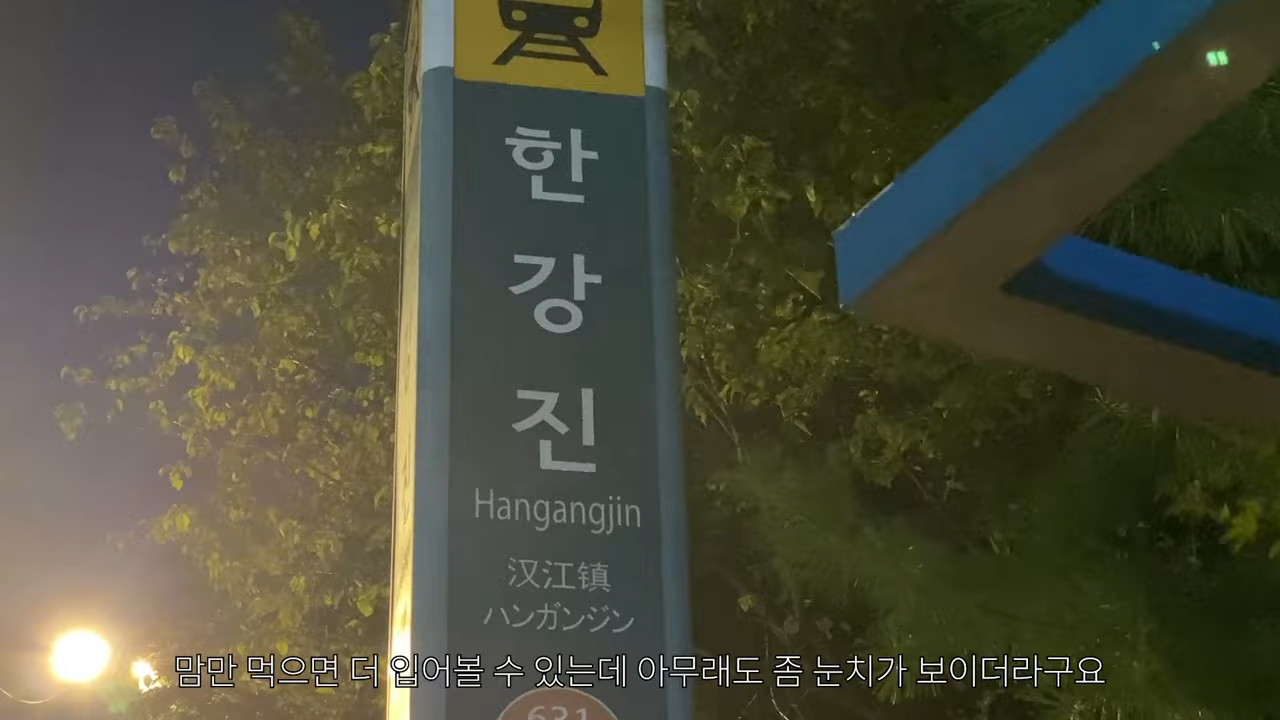 한
강
진
Hangangjin
汉江镇
ハンガンジン
631
맘만 먹으면 더 입어볼 수 있는데 아무래도 좀 눈치가 보이더라구요